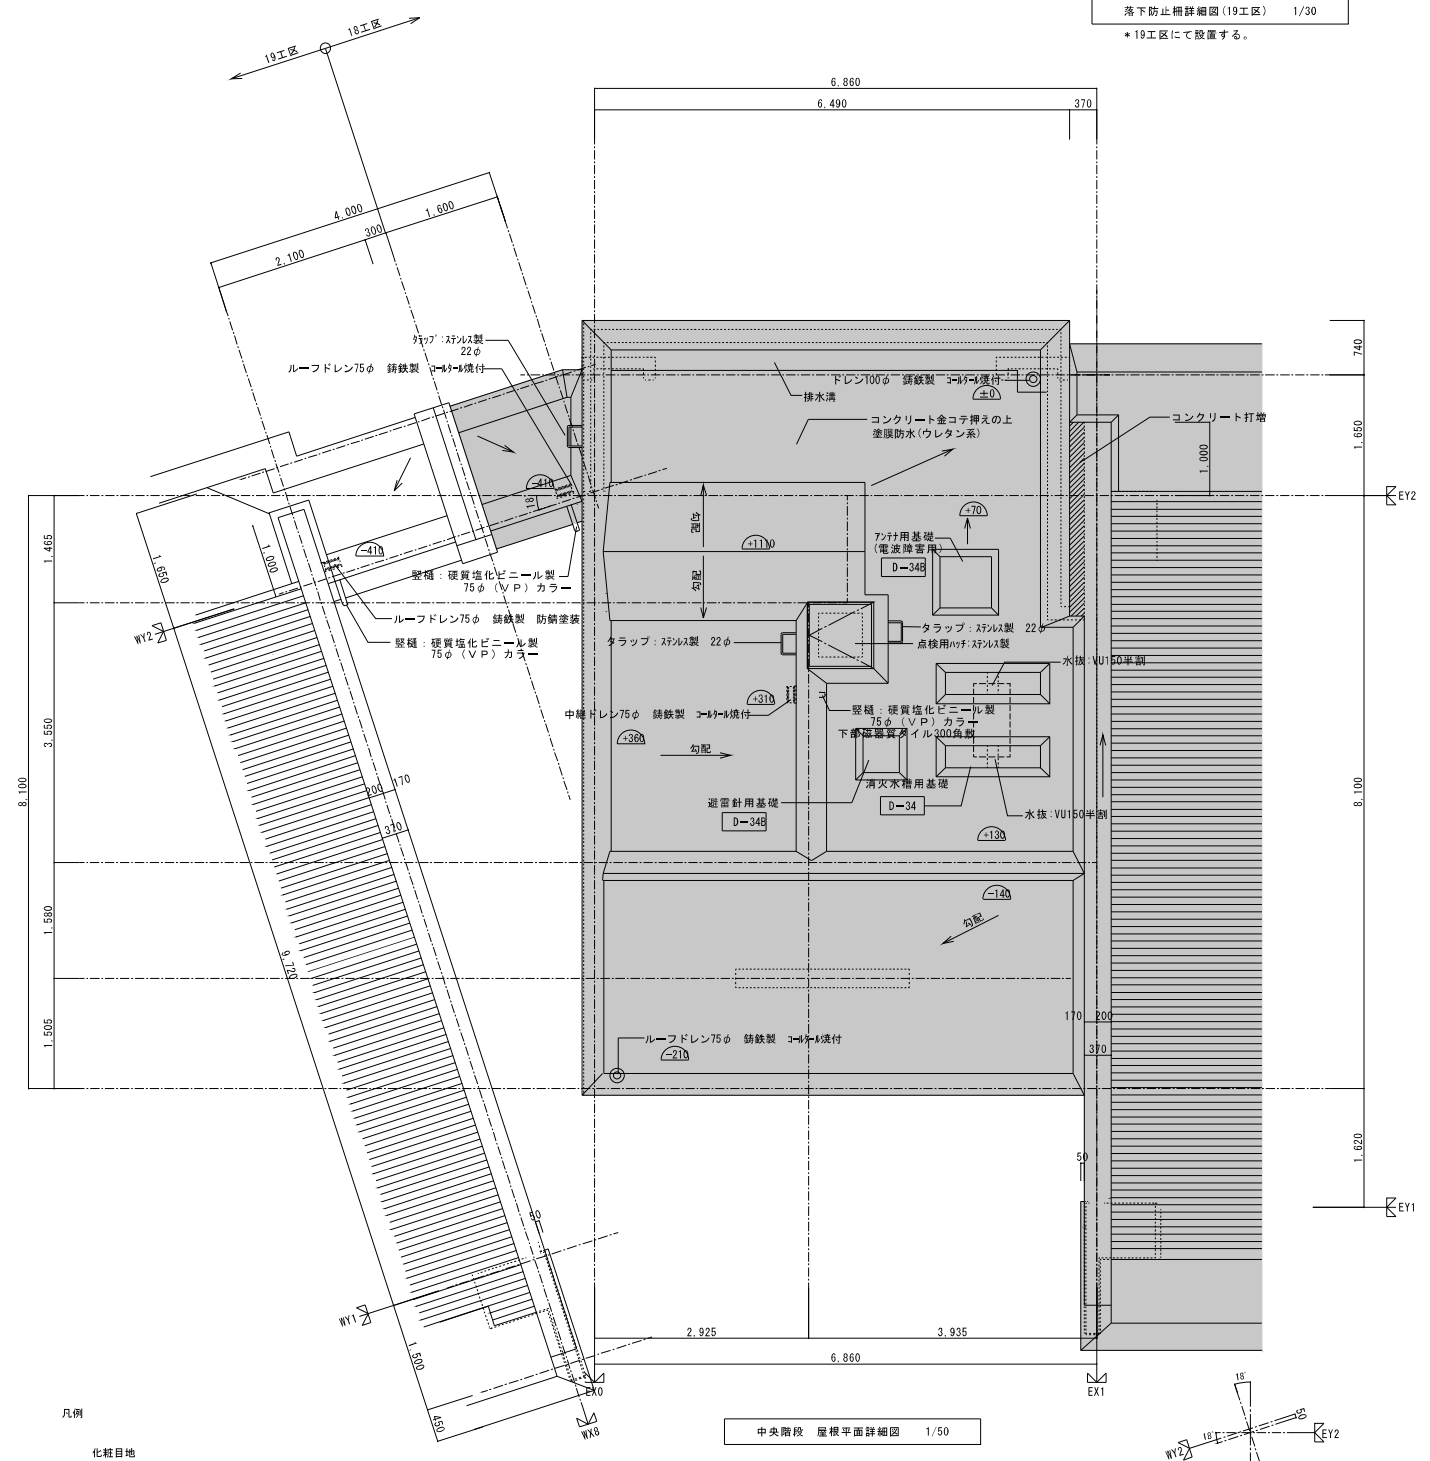 落下防止柵詳細図(19工区) 1/30
*19工区にて設置する。
18工区
19工区
6,860
6,490
370
4,000
1,600
300
2,100
タラップ:ステンレス製
22φ
ルーフドレン75φ 鋳鉄製 コールタール焼付
ドレン100φ 鋳鉄製 コールタール焼付
±0
排水溝
コンクリート金コテ押えの上
塗膜防水(ウレタン系)
コンクリート打増
740
1,650
1,000
EY2
-410
18°
勾配
+1110
勾配
+70
アンテナ用基礎
(電波障害用)
D-34B
1,465
1,650
1,000
-410
竪樋:硬質塩化ビニール製
75φ(VP)カラー
ルーフドレン75φ 鋳鉄製 防錆塗装
竪樋:硬質塩化ビニール製
75φ(VP)カラー
WY2
タラップ:ステンレス製 22φ
タラップ:ステンレス製 22φ
点検用ハッチ:ステンレス製
水抜:VU150半割
+310
中継ドレン75φ 鋳鉄製 コールタール焼付
竪樋:硬質塩化ビニール製
75φ(VP)カラー
下部磁器質タイル300角敷
+360
勾配
3,550
8,100
8,100
200
170
370
消火水槽用基礎
避雷針用基礎
D-34
D-34B
水抜:VU150半割
+130
-140
勾配
1,580
9,720
1,505
170
200
370
ルーフドレン75φ 鋳鉄製 コールタール焼付
-210
1,620
50
EY1
50
WY1
1,500
450
2,925
3,935
6,860
EX0
EX1
WX8
中央階段 屋根平面詳細図 1/50
18°
50
18°
EY2
WY2
凡例
化粧目地